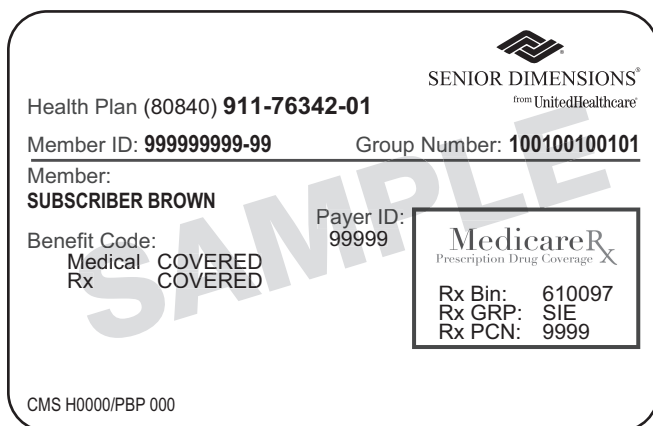 SENIOR DIMENSIONS®
from UnitedHealthcare®
Health Plan (80840) 911-76342-01
Member ID: 999999999-99 Group Number: 100100100101
Member:
SUBSCRIBER BROWN
Payer ID:
99999
Benefit Code:
Medical COVERED
Rx COVERED
MedicareRx
Prescription Drug Coverage
Rx Bin: 610097
Rx GRP: SIE
Rx PCN: 9999
SAMPLE
CMS H0000/PBP 000